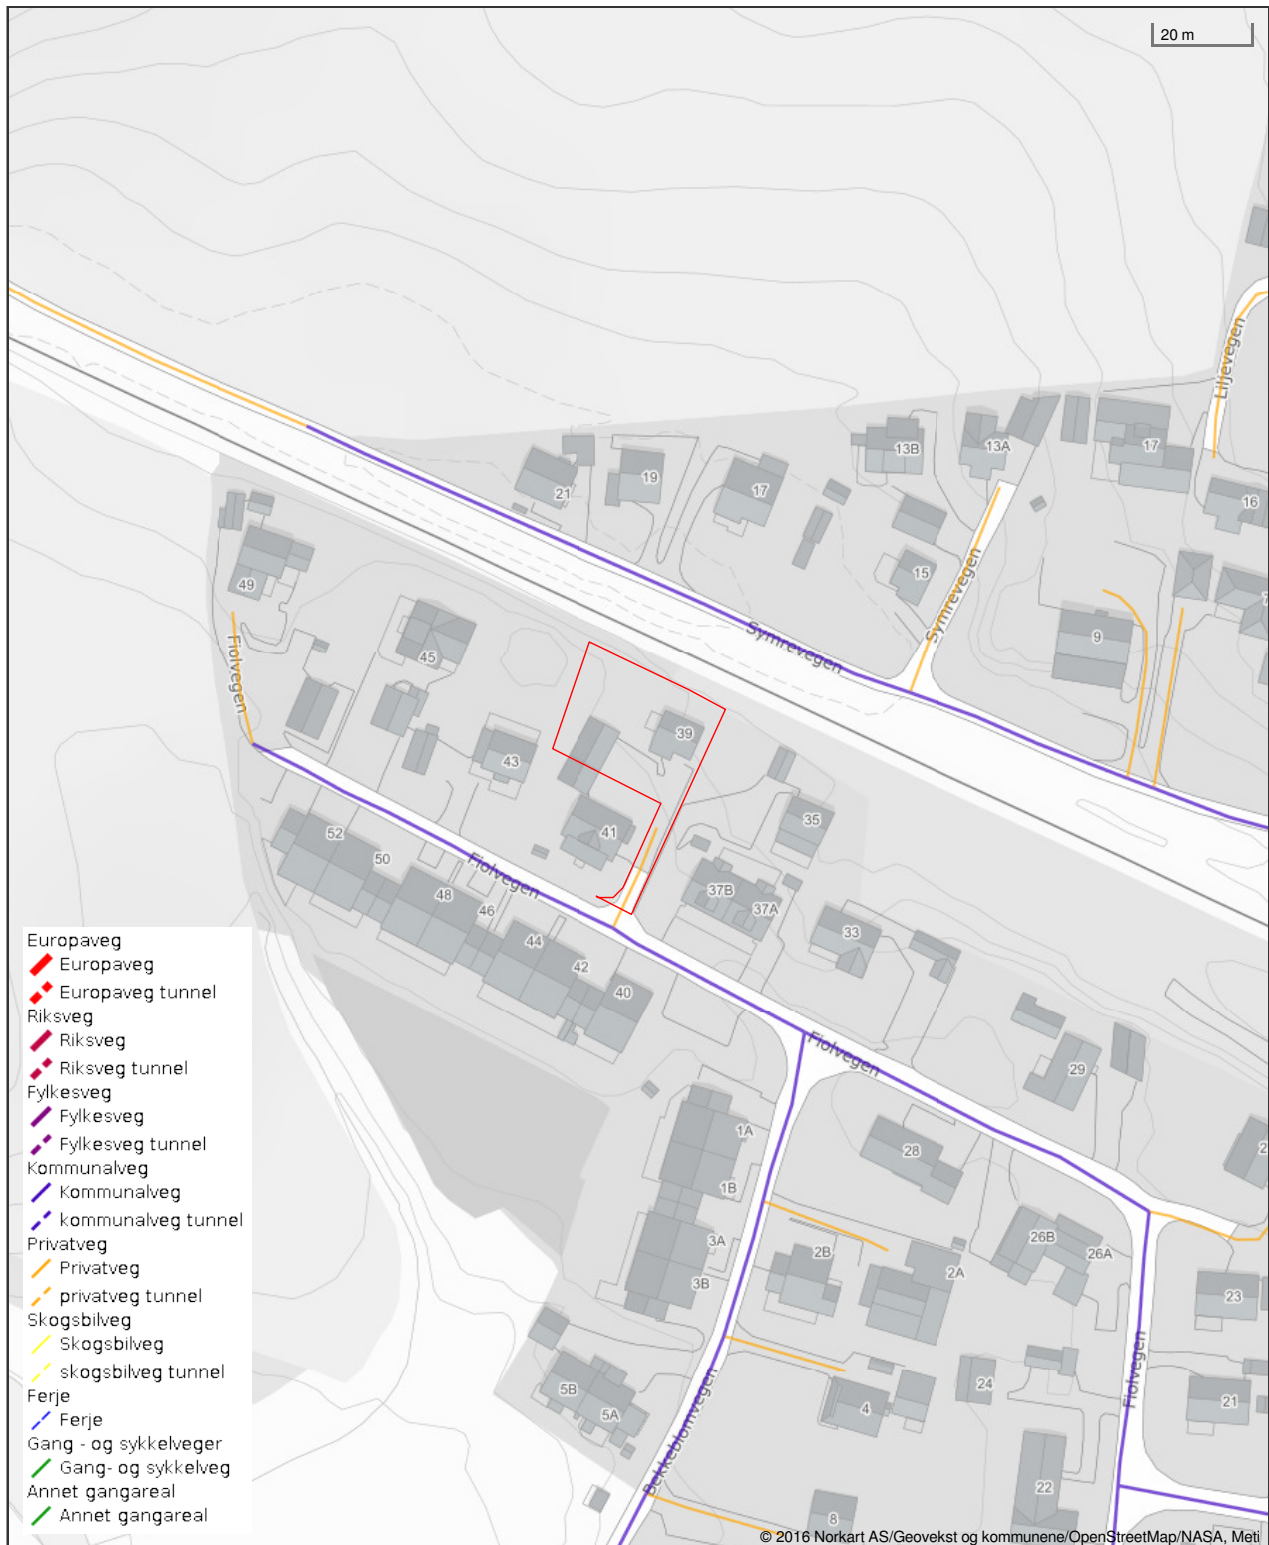 20 m
Liljevegen
13B
13A
17
19
17
21
16
15
Symrevegen
49
Symrevegen
9
7
45
Fiolvegen
39
43
35
41
52
50
Fiolvegen
37B
37A
48
46
33
44
42
40
Fiolvegen
29
1A
28
2
1B
26B
26A
3A
2B
2A
3B
23
Fiolvegen
24
5B
5A
4
21
Bekkeblomvegen
22
8
Europaveg
Europaveg
Europaveg tunnel
Riksveg
Riksveg
Riksveg tunnel
Fylkesveg
Fylkesveg
Fylkesveg tunnel
Kommunalveg
Kommunalveg
kommunalveg tunnel
Privatveg
Privatveg
privatveg tunnel
Skogsbilveg
Skogsbilveg
skogsbilveg tunnel
Ferje
Ferje
Gang - og sykkelveger
Gang- og sykkelveg
Annet gangareal
Annet gangareal
© 2016 Norkart AS/Geovekst og kommunene/OpenStreetMap/NASA, Meti